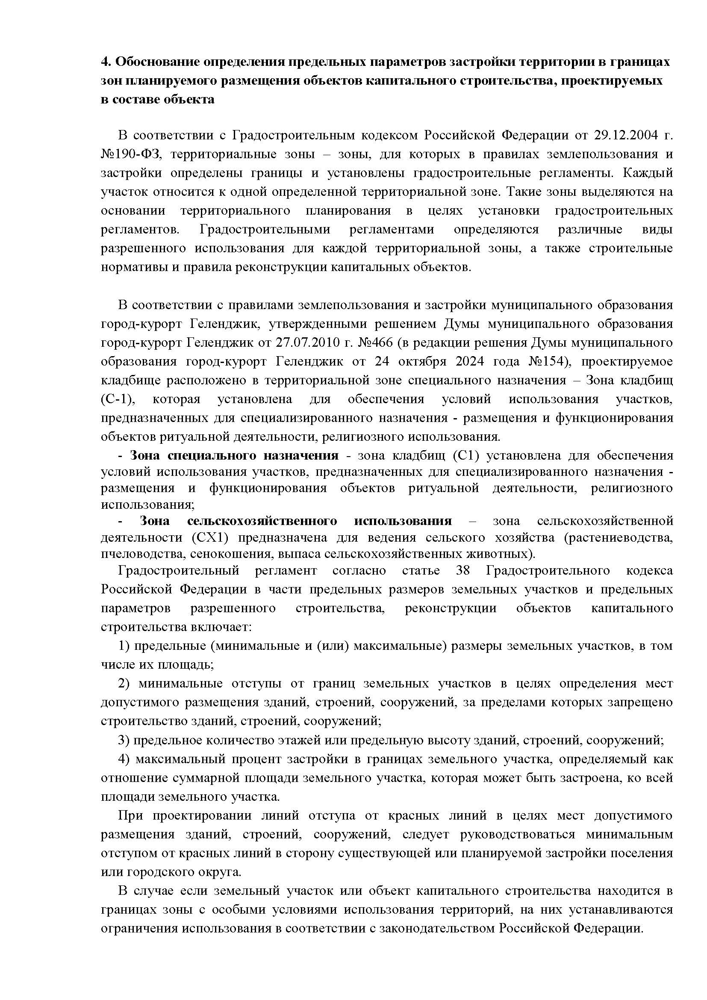 4. Обоснование определения предельных параметров застройки территории в границах
зон планируемого размещения объектов капитального строительства, проектируемых
в составе объекта
В соответствии с Градостроительным кодексом Российской Федерации от 29.12.2004 г.
№190-ФЗ, территориальные зоны – зоны, для которых в правилах землепользования и
застройки определены границы и установлены градостроительные регламенты. Каждый
участок относится к одной определенной территориальной зоне. Такие зоны выделяются на
основании территориального планирования в целях установки градостроительных
регламентов. Градостроительными регламентами определяются различные виды
разрешенного использования для каждой территориальной зоны, а также строительные
нормативы и правила реконструкции капитальных объектов.
В соответствии с правилами землепользования и застройки муниципального образования
город-курорт Геленджик, утвержденными решением Думы муниципального образования
город-курорт Геленджик от 27.07.2010 г. №466 (в редакции решения Думы муниципального
образования город-курорт Геленджик от 24 октября 2024 года №154), проектируемое
кладбище расположено в территориальной зоне специального назначения – Зона кладбищ
(С-1), которая установлена для обеспечения условий использования участков,
предназначенных для специализированного назначения - размещения и функционирования
объектов ритуальной деятельности, религиозного использования.
- Зона специального назначения - зона кладбищ (С1) установлена для обеспечения
условий использования участков, предназначенных для специализированного назначения -
размещения и функционирования объектов ритуальной деятельности, религиозного
использования;
- Зона сельскохозяйственного использования – зона сельскохозяйственной
деятельности (СХ1) предназначена для ведения сельского хозяйства (растениеводства,
пчеловодства, сенокошения, выпаса сельскохозяйственных животных).
Градостроительный регламент согласно статье 38 Градостроительного кодекса
Российской Федерации в части предельных размеров земельных участков и предельных
параметров разрешенного строительства, реконструкции объектов капитального
строительства включает:
1) предельные (минимальные и (или) максимальные) размеры земельных участков, в том
числе их площадь;
2) минимальные отступы от границ земельных участков в целях определения мест
допустимого размещения зданий, строений, сооружений, за пределами которых запрещено
строительство зданий, строений, сооружений;
3) предельное количество этажей или предельную высоту зданий, строений, сооружений;
4) максимальный процент застройки в границах земельного участка, определяемый как
отношение суммарной площади земельного участка, которая может быть застроена, ко всей
площади земельного участка.
При проектировании линий отступа от красных линий в целях мест допустимого
размещения зданий, строений, сооружений, следует руководствоваться минимальным
отступом от красных линий в сторону существующей или планируемой застройки поселения
или городского округа.
В случае если земельный участок или объект капитального строительства находится в
границах зоны с особыми условиями использования территорий, на них устанавливаются
ограничения использования в соответствии с законодательством Российской Федерации.